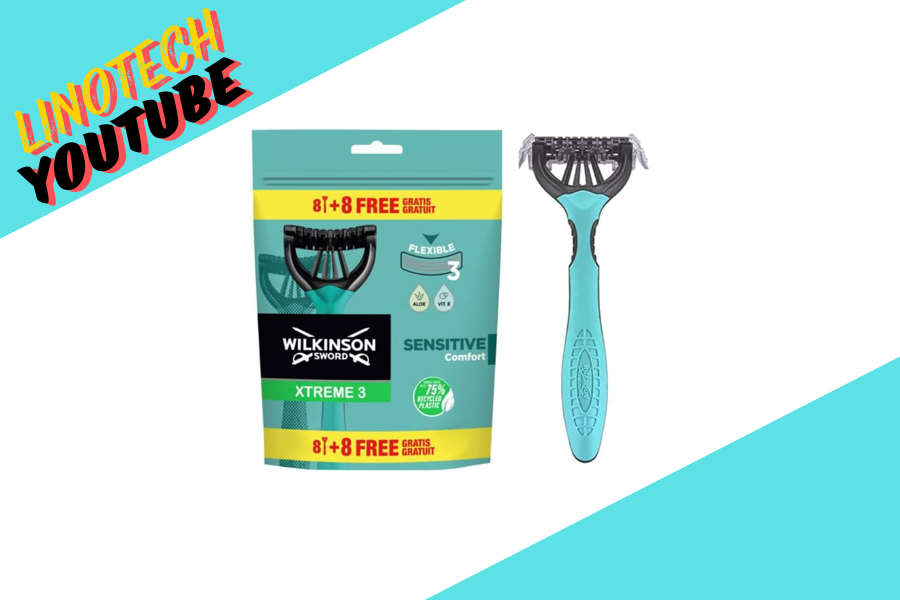 LINOTECH
YOUTUBE
8 +8 FREE GRATIS
GRATUIT
FLEXIBLE
3
ALOE
VIT. E
WILKINSON
SWORD
SENSITIVE
Comfort
XTREME 3
75%
RECYCLED
PLASTIC
8 +8 FREE GRATIS
GRATUIT